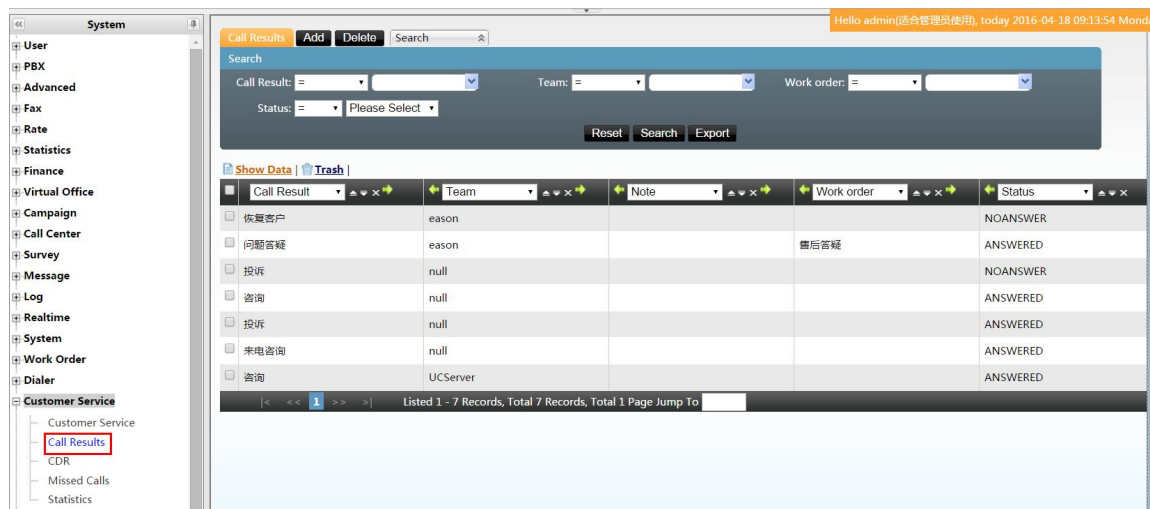 System
User
PBX
Advanced
Fax
Rate
Statistics
Finance
Virtual Office
Campaign
Call Center
Survey
Message
Log
Realtime
System
Work Order
Dialer
Customer Service
Customer Service
Call Results
CDR
Missed Calls
Statistics
Hello admin(适合管理员使用), today 2016-04-18 09:13:54 Monda
Call Results Add Delete Search
Search
Call Result: = Team: = Work order: =
Status: = Please Select
Reset Search Export
Show Data | Trash |
Call Result Team Note Work order Status
恢复客户 eason NOANSWER
问题答疑 eason 售后答疑 ANSWERED
投诉 null NOANSWER
咨询 null ANSWERED
投诉 null ANSWERED
来电咨询 null ANSWERED
咨询 UCServer ANSWERED
|< << 1 >> >| Listed 1 - 7 Records, Total 7 Records, Total 1 Page Jump To